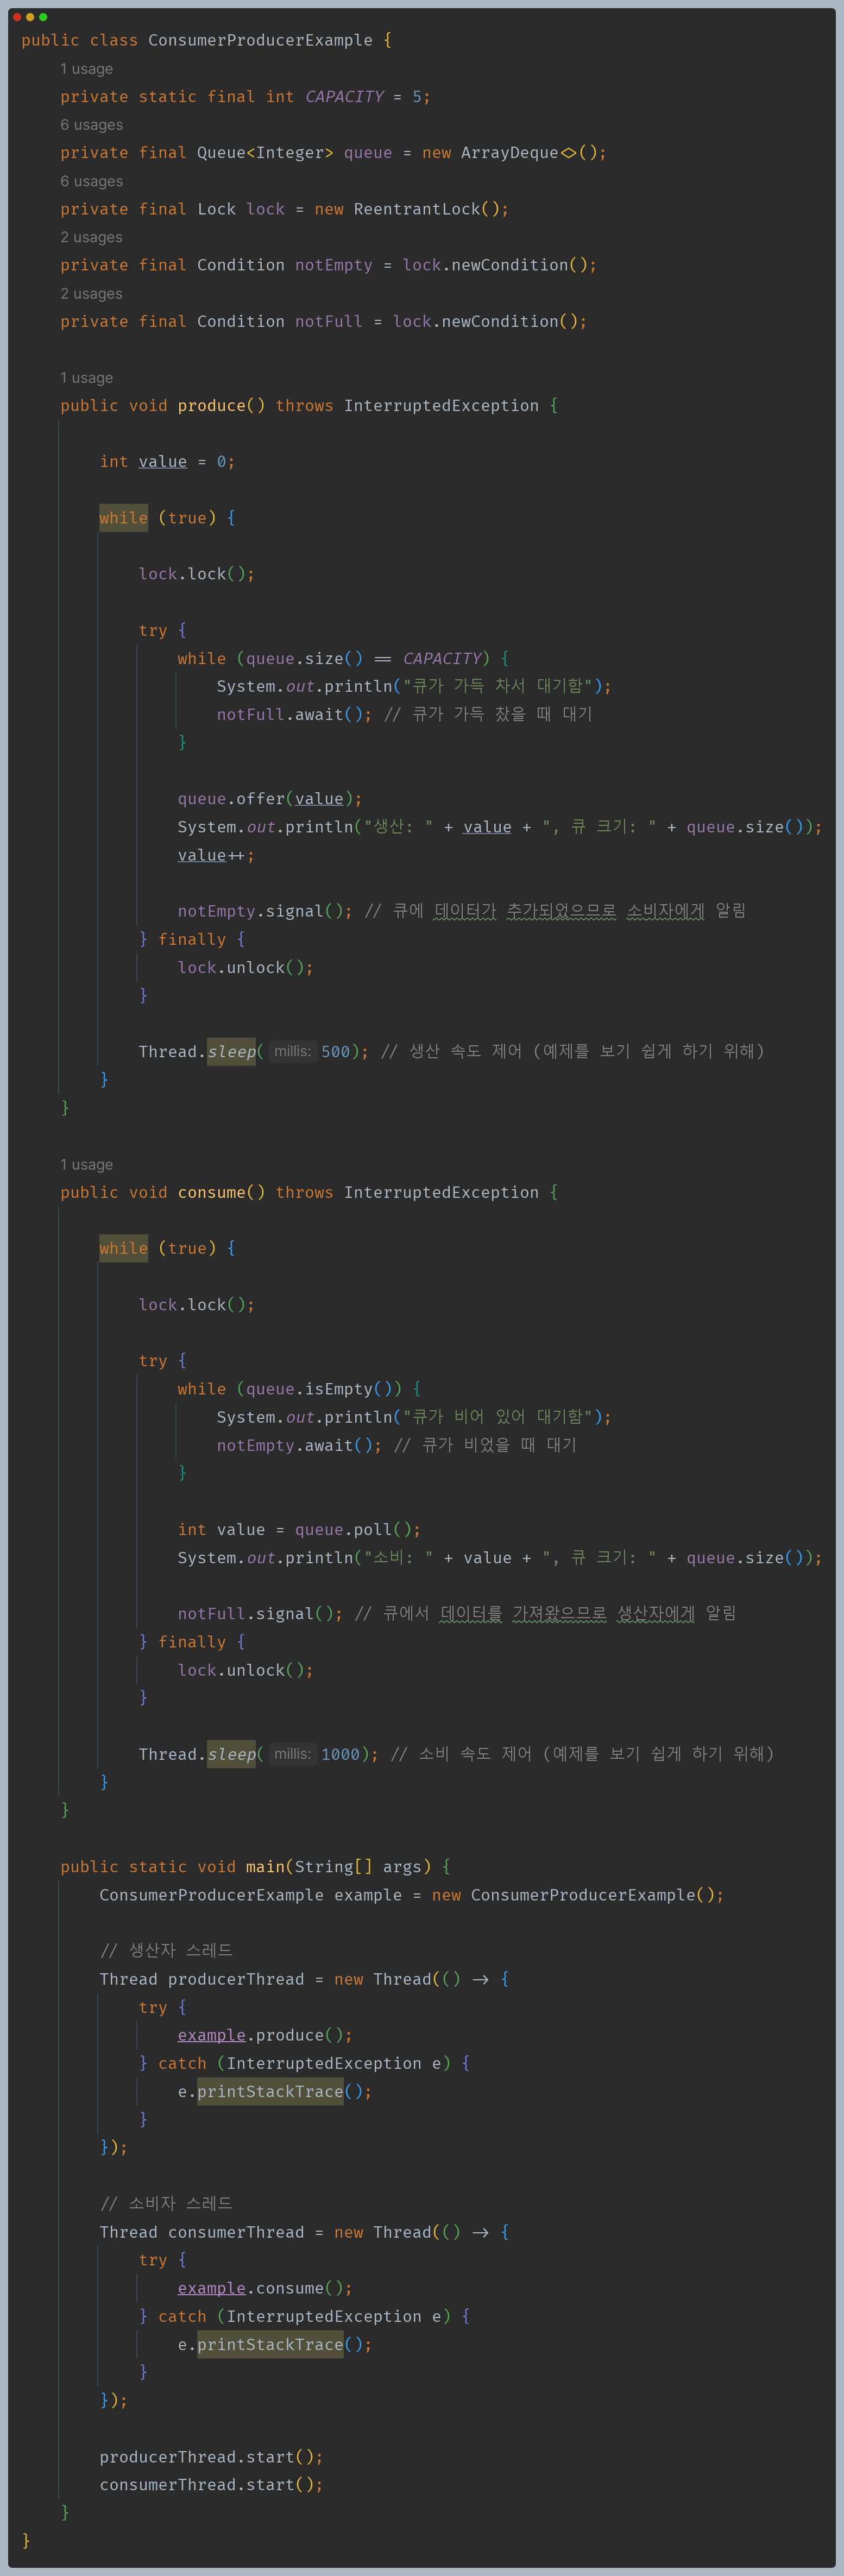 public class ConsumerProducerExample {
1 usage
private static final int CAPACITY = 5;
6 usages
private final Queue<Integer> queue = new ArrayDeque<>();
6 usages
private final Lock lock = new ReentrantLock();
2 usages
private final Condition notEmpty = lock.newCondition();
2 usages
private final Condition notFull = lock.newCondition();
1 usage
public void produce() throws InterruptedException {
int value = 0;
while (true) {
lock.lock();
try {
while (queue.size() == CAPACITY) {
System.out.println("큐가 가득 차서 대기함");
notFull.await(); // 큐가 가득 찼을 때 대기
}
queue.offer(value);
System.out.println("생산: " + value + ", 큐 크기: " + queue.size());
value++;
notEmpty.signal(); // 큐에 데이터가 추가되었으므로 소비자에게 알림
} finally {
lock.unlock();
}
Thread.sleep( millis: 500); // 생산 속도 제어 (예제를 보기 쉽게 하기 위해)
}
}
1 usage
public void consume() throws InterruptedException {
while (true) {
lock.lock();
try {
while (queue.isEmpty()) {
System.out.println("큐가 비어 있어 대기함");
notEmpty.await(); // 큐가 비었을 때 대기
}
int value = queue.poll();
System.out.println("소비: " + value + ", 큐 크기: " + queue.size());
notFull.signal(); // 큐에서 데이터를 가져왔으므로 생산자에게 알림
} finally {
lock.unlock();
}
Thread.sleep( millis: 1000); // 소비 속도 제어 (예제를 보기 쉽게 하기 위해)
}
}
public static void main(String[] args) {
ConsumerProducerExample example = new ConsumerProducerExample();
// 생산자 스레드
Thread producerThread = new Thread(() -> {
try {
example.produce();
} catch (InterruptedException e) {
e.printStackTrace();
}
});
// 소비자 스레드
Thread consumerThread = new Thread(() -> {
try {
example.consume();
} catch (InterruptedException e) {
e.printStackTrace();
}
});
producerThread.start();
consumerThread.start();
}
}